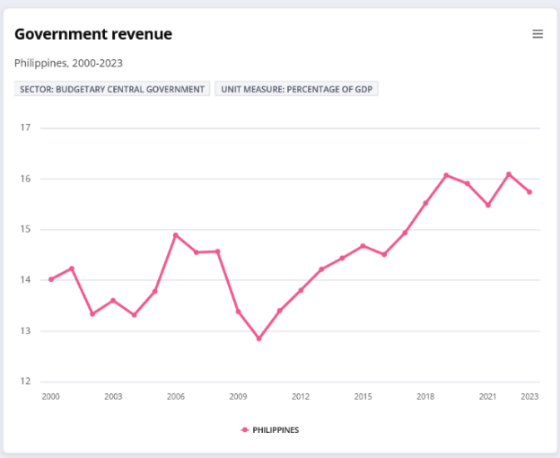 Government revenue
Philippines, 2000-2023
SECTOR: BUDGETARY CENTRAL GOVERNMENT UNIT MEASURE: PERCENTAGE OF GDP
17
16
15
14
13
12
2000 2003 2006 2009 2012 2015 2018 2021 2023
PHILIPPINES